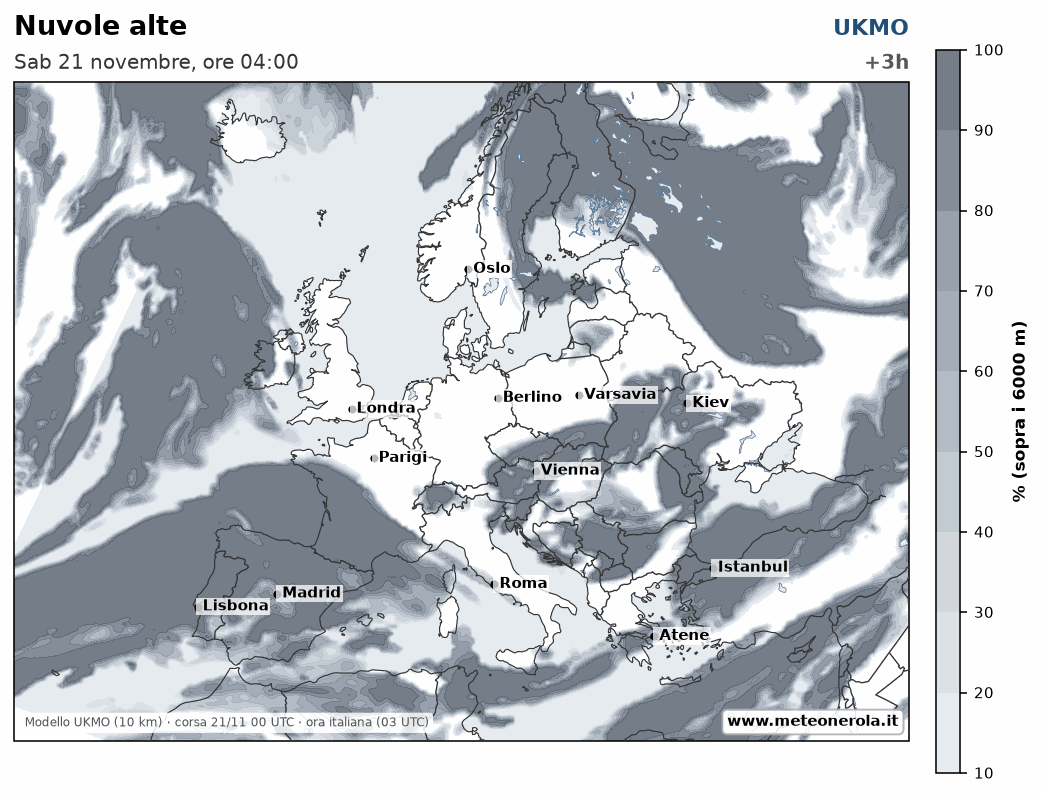 Nuvole alte
UKMO
Sab 21 novembre, ore 04:00
+3h
Oslo
Londra
Berlino
Varsavia
Kiev
Parigi
Vienna
Roma
Istanbul
Madrid
Lisbona
Atene
Modello UKMO (10 km) · corsa 21/11 00 UTC · ora italiana (03 UTC)
www.meteonerola.it
100
90
80
70
60
50
40
30
20
10
% (sopra i 6000 m)